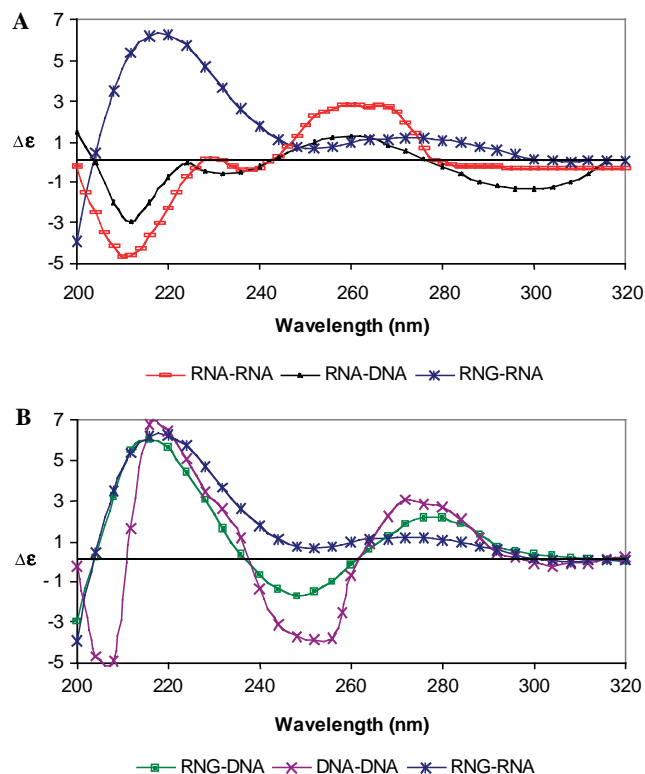 A
7
5
3
Δε
1
-1
-3
-5
200 220 240 260 280 300 320
Wavelength (nm)
RNA-RNA RNA-DNA RNG-RNA
B
7
5
3
Δε
1
-1
-3
-5
200 220 240 260 280 300 320
Wavelength (nm)
RNG-DNA DNA-DNA RNG-RNA